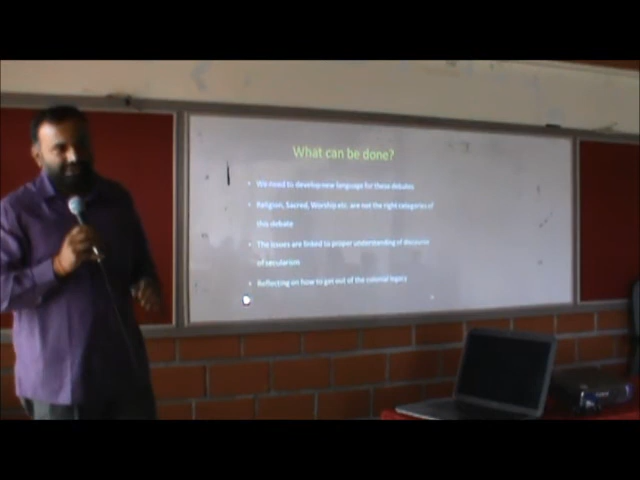 What can be done?
• We need to develop new language for these debates
• Religion, Sacred, Worship etc. are not the right categories of
this debate
• The issues are linked to proper understanding of discourse
of secularism
• Reflecting on how to get out of the colonial legacy